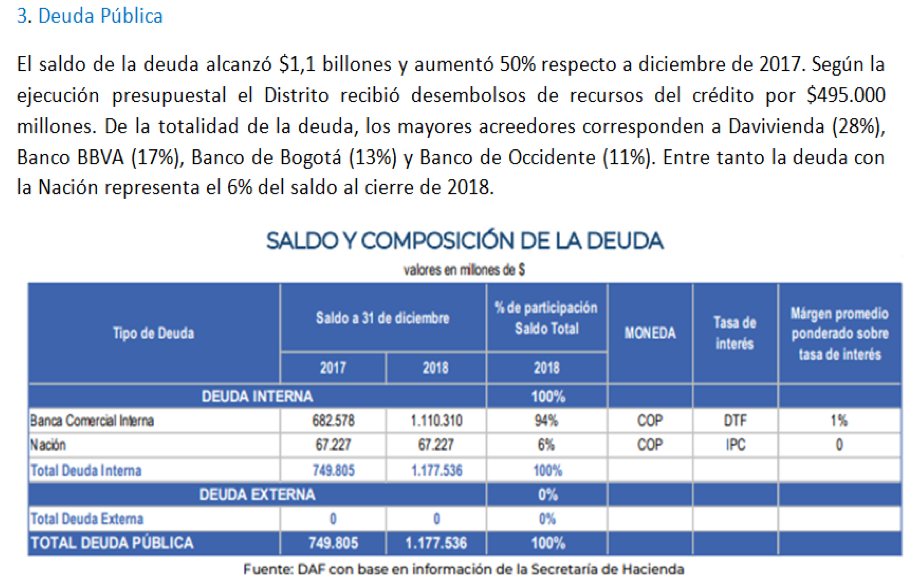 3. Deuda Pública
El saldo de la deuda alcanzó $1,1 billones y aumentó 50% respecto a diciembre de 2017. Según la
ejecución presupuestal el Distrito recibió desembolsos de recursos del crédito por $495.000
millones. De la totalidad de la deuda, los mayores acreedores corresponden a Davivienda (28%),
Banco BBVA (17%), Banco de Bogotá (13%) y Banco de Occidente (11%). Entre tanto la deuda con
la Nación representa el 6% del saldo al cierre de 2018.
SALDO Y COMPOSICIÓN DE LA DEUDA
valores en millones de $
Tipo de Deuda
Saldo a 31 de diciembre
2017 2018
% de participación
Saldo Total
2018
MONEDA
Tasa de
interés
Márgen promedio
ponderado sobre
tasa de interés
DEUDA INTERNA 100%
Banca Comercial Interna 682.578 1.110.310 94% COP DTF 1%
Nación 67.227 67.227 6% COP IPC 0
Total Deuda Interna 749.805 1.177.536 100%
DEUDA EXTERNA 0%
Total Deuda Externa 0 0 0%
TOTAL DEUDA PÚBLICA 749.805 1.177.536 100%
Fuente: DAF con base en información de la Secretaría de Hacienda